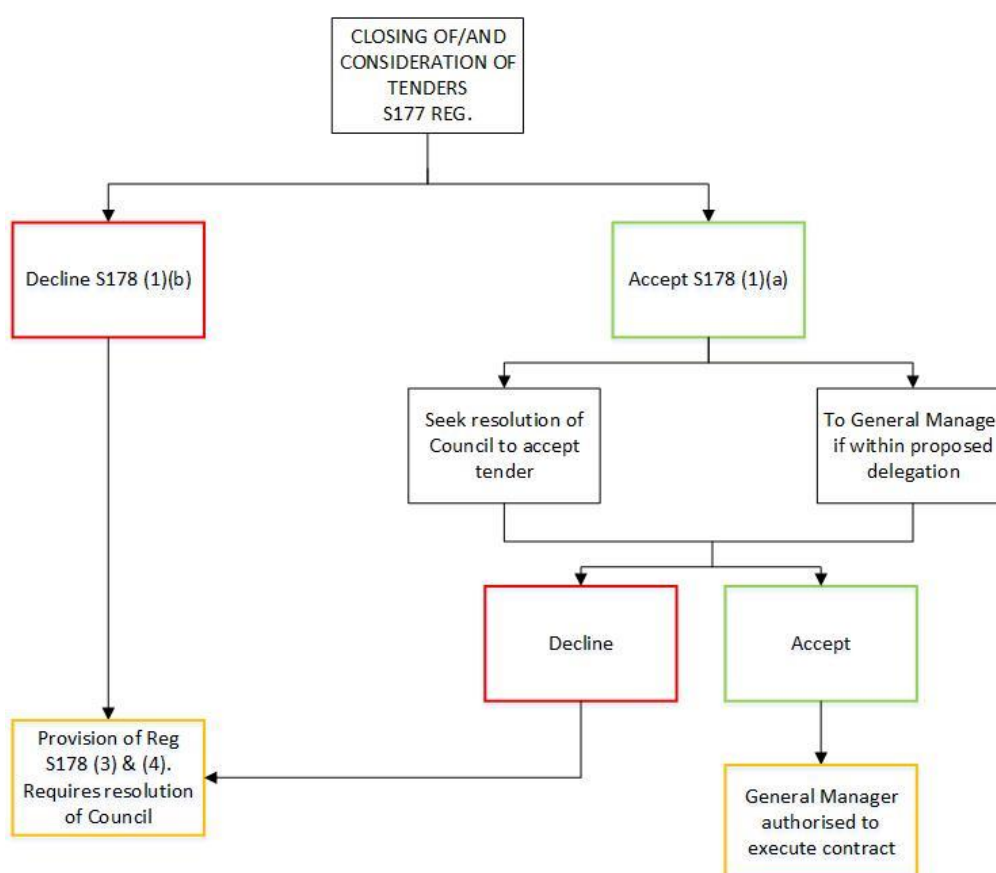 CLOSING OF/AND
CONSIDERATION OF
TENDERS
S177 REG.
Decline S178 (1)(b)
Accept S178 (1)(a)
Seek resolution of
Council to accept
tender
To General Manager
if within proposed
delegation
Decline
Accept
Provision of Reg
S178 (3) & (4).
Requires resolution
of Council
General Manager
authorised to
execute contract